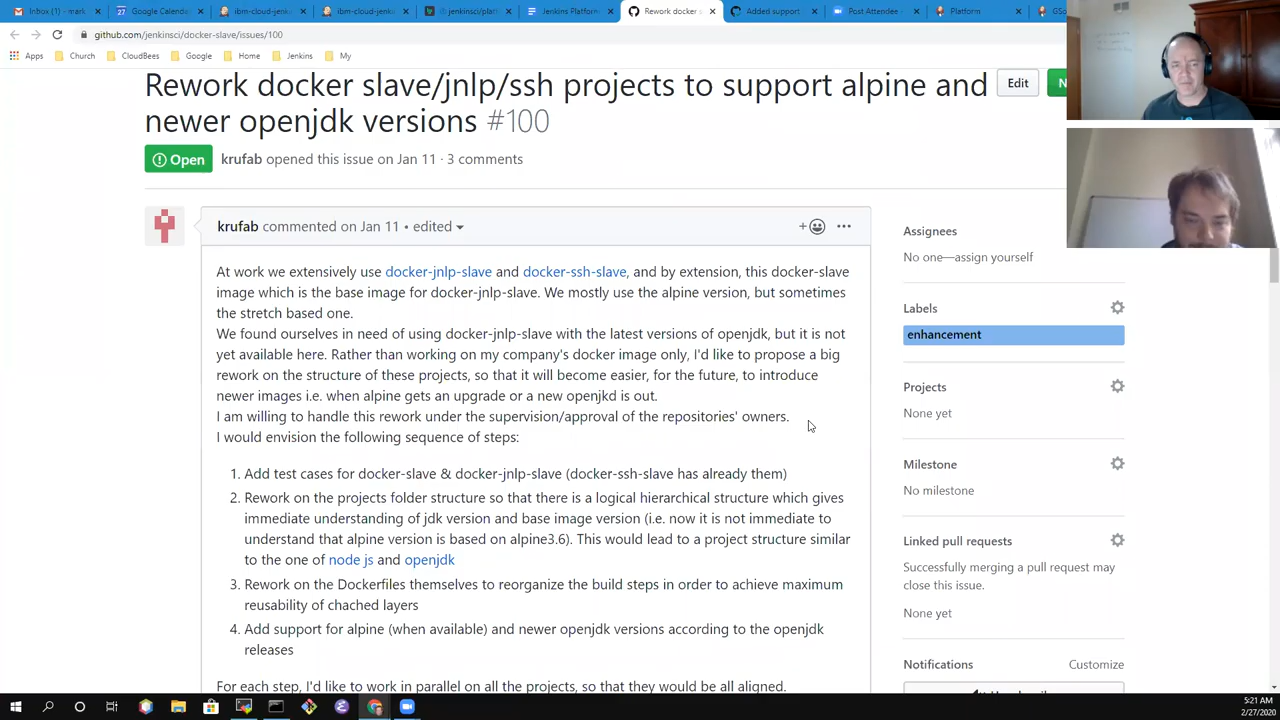 Inbox (1) - mark
Google Calenda
ibm-cloud-jenk
ibm-cloud-jenk
@ jenkinsci/platf
Jenkins Platform
Rework docker s
Added support
Post Attendee -
Platform
GSo
github.com/jenkinsci/docker-slave/issues/100
Apps
Church
CloudBees
Google
Home
Jenkins
My
Rework docker slave/jnlp/ssh projects to support alpine and
newer openjdk versions #100
Edit
N
Open
krufab opened this issue on Jan 11 · 3 comments
krufab commented on Jan 11 • edited
At work we extensively use docker-jnlp-slave and docker-ssh-slave, and by extension, this docker-slave
image which is the base image for docker-jnlp-slave. We mostly use the alpine version, but sometimes
the stretch based one.
We found ourselves in need of using docker-jnlp-slave with the latest versions of openjdk, but it is not
yet available here. Rather than working on my company's docker image only, I'd like to propose a big
rework on the structure of these projects, so that it will become easier, for the future, to introduce
newer images i.e. when alpine gets an upgrade or a new openjkd is out.
I am willing to handle this rework under the supervision/approval of the repositories' owners.
I would envision the following sequence of steps:
1. Add test cases for docker-slave & docker-jnlp-slave (docker-ssh-slave has already them)
2. Rework on the projects folder structure so that there is a logical hierarchical structure which gives
immediate understanding of jdk version and base image version (i.e. now it is not immediate to
understand that alpine version is based on alpine3.6). This would lead to a project structure similar
to the one of node js and openjdk
3. Rework on the Dockerfiles themselves to reorganize the build steps in order to achieve maximum
reusability of chached layers
4. Add support for alpine (when available) and newer openjdk versions according to the openjdk
releases
For each step, I'd like to work in parallel on all the projects, so that they would be all aligned.
Assignees
No one—assign yourself
Labels
enhancement
Projects
None yet
Milestone
No milestone
Linked pull requests
Successfully merging a pull request may
close this issue.
None yet
Notifications
Customize
5:21 AM
2/27/2020